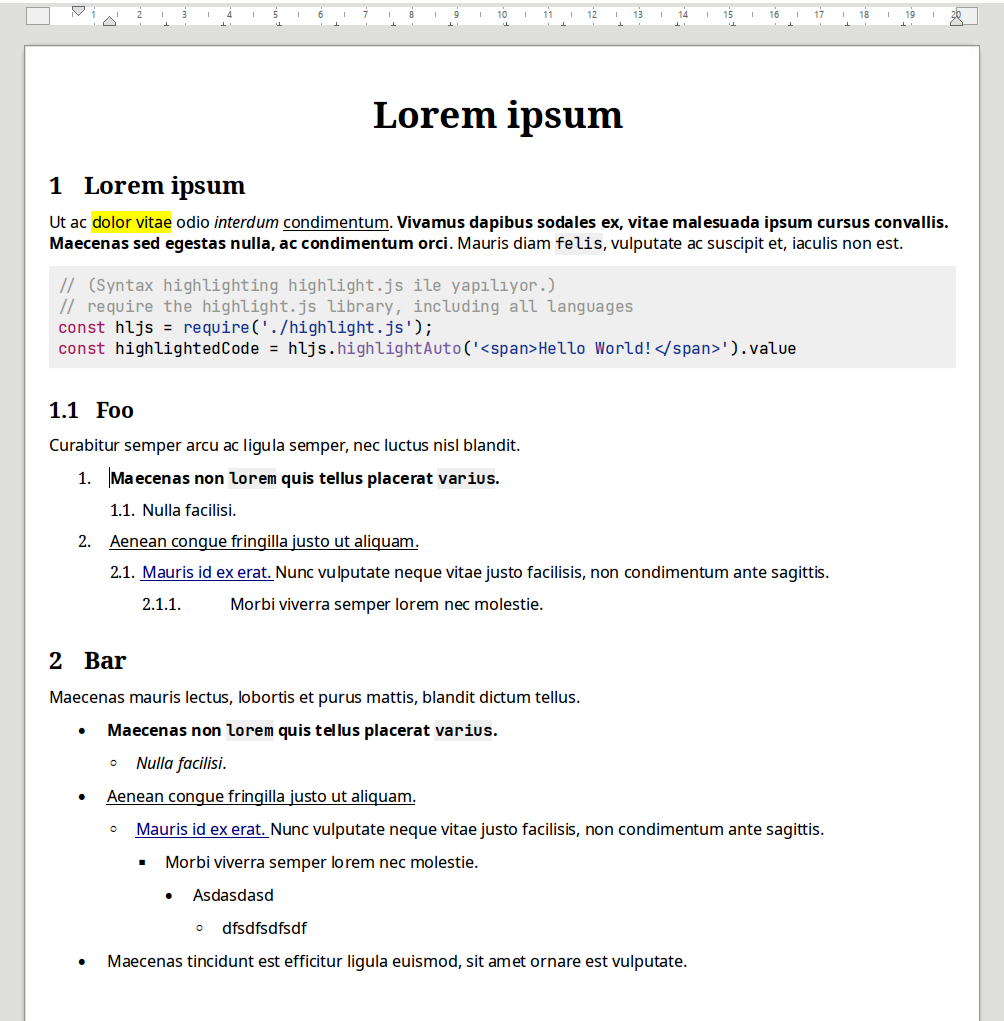 1 2 3 4 5 6 7 8 9 10 11 12 13 14 15 16 17 18 19 20
Lorem ipsum
1 Lorem ipsum
Ut ac dolor vitae odio interdum condimentum. Vivamus dapibus sodales ex, vitae malesuada ipsum cursus convallis.
Maecenas sed egestas nulla, ac condimentum orci. Mauris diam felis, vulputate ac suscipit et, iaculis non est.
// (Syntax highlighting highlight.js ile yapılıyor.)
// require the highlight.js library, including all languages
const hljs = require('./highlight.js');
const highlightedCode = hljs.highlightAuto('<span>Hello World!</span>').value
1.1 Foo
Curabitur semper arcu ac ligula semper, nec luctus nisl blandit.
1. Maecenas non lorem quis tellus placerat varius.
1.1. Nulla facilisi.
2. Aenean congue fringilla justo ut aliquam.
2.1. Mauris id ex erat. Nunc vulputate neque vitae justo facilisis, non condimentum ante sagittis.
2.1.1. Morbi viverra semper lorem nec molestie.
2 Bar
Maecenas mauris lectus, lobortis et purus mattis, blandit dictum tellus.
• Maecenas non lorem quis tellus placerat varius.
◦ Nulla facilisi.
• Aenean congue fringilla justo ut aliquam.
◦ Mauris id ex erat. Nunc vulputate neque vitae justo facilisis, non condimentum ante sagittis.
▪ Morbi viverra semper lorem nec molestie.
• Asdasdasd
◦ dfsdfsdfsdf
• Maecenas tincidunt est efficitur ligula euismod, sit amet ornare est vulputate.